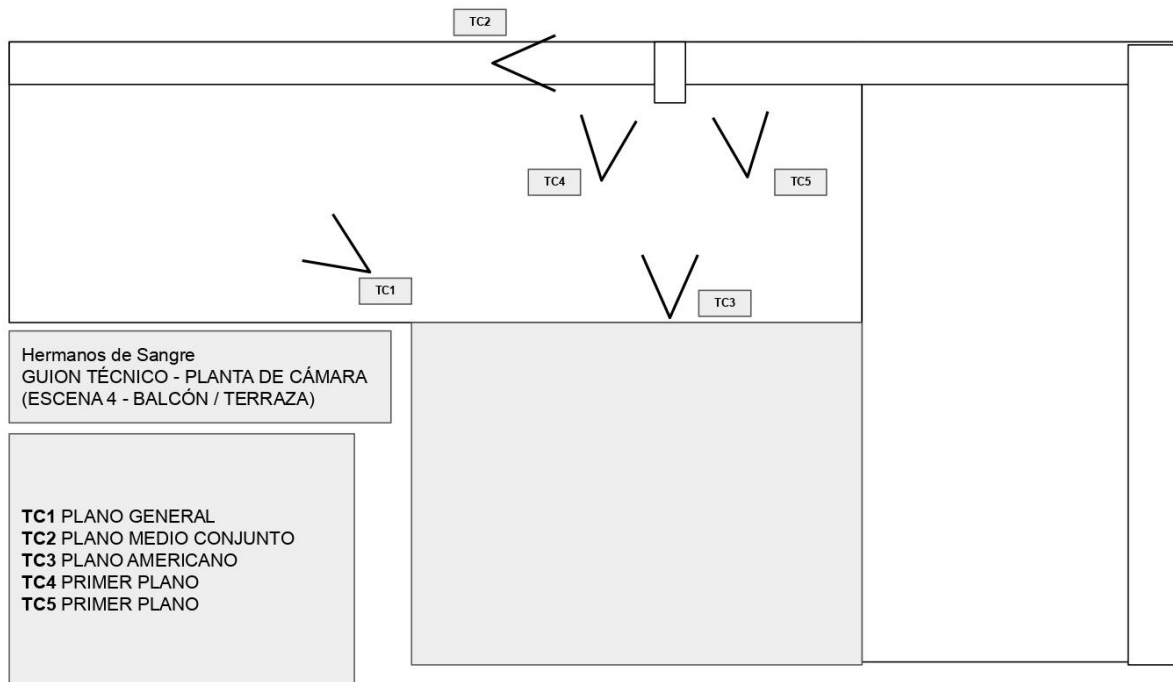 TC2
TC4
TC5
TC1
TC3
Hermanos de Sangre
GUION TÉCNICO - PLANTA DE CÁMARA
(ESCENA 4 - BALCÓN / TERRAZA)
TC1 PLANO GENERAL
TC2 PLANO MEDIO CONJUNTO
TC3 PLANO AMERICANO
TC4 PRIMER PLANO
TC5 PRIMER PLANO